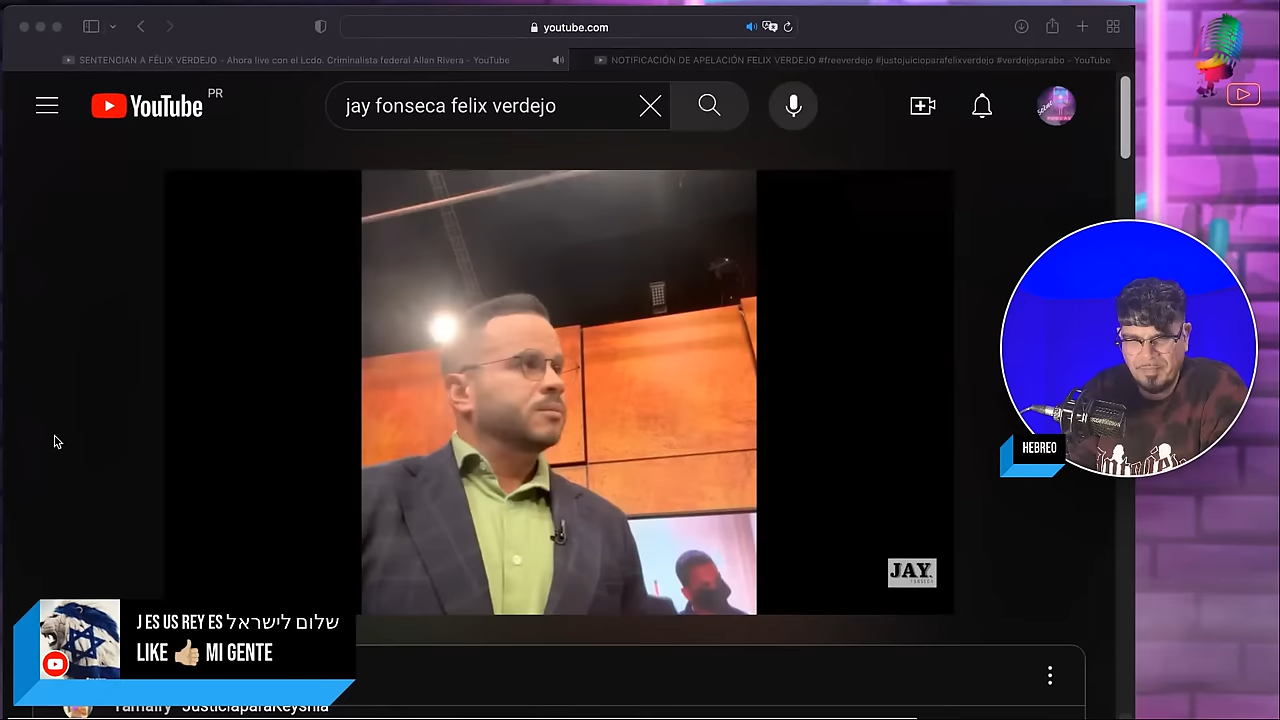 youtube.com
SENTENCIAN A FÉLIX VERDEJO - Ahora live con el Lcdo. Criminalista federal Allan Rivera - YouTube
NOTIFICACIÓN DE APELACIÓN FELIX VERDEJO #freeverdejo #justojuicioparafelixverdejo #verdejoparabo - YouTube
YouTube PR
jay fonseca felix verdejo
HEBREO
JAY
FONSECA
J ES US REY ES שלום לישראל
LIKE 👍🏼 MI GENTE